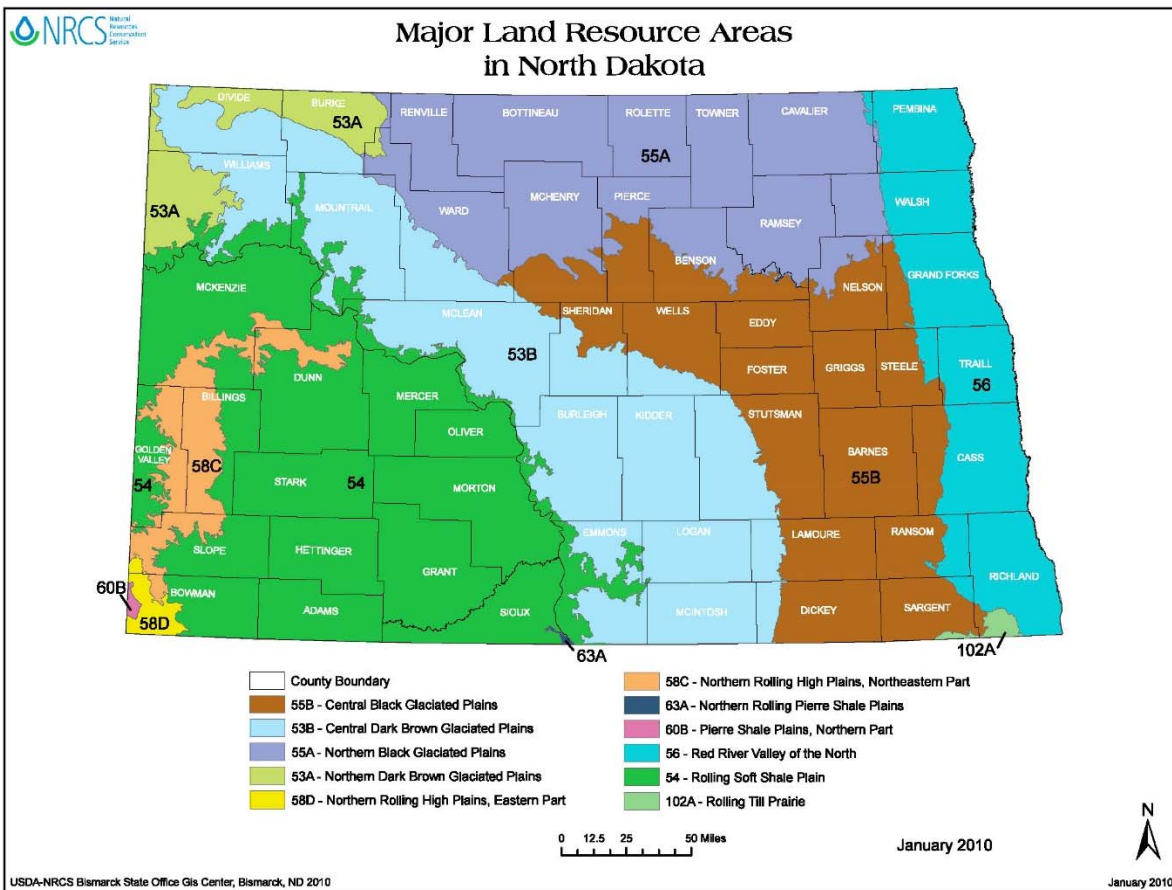 NRCS
Natural
Resources
Conservation
Service
Major Land Resource Areas
in North Dakota
DIVIDE
BURKE
53A
RENVILLE
BOTTINEAU
ROLETTE
TOWNER
CAVALIER
PEMBINA
55A
WILLIAMS
53A
MOUNTRAIL
WARD
MCHENRY
PIERCE
RAMSEY
WALSH
BENSON
GRAND FORKS
MCKENZIE
NELSON
MCLEAN
SHERIDAN
WELLS
EDDY
53B
DUNN
FOSTER
GRIGGS
STEELE
TRAILL
56
BILLINGS
MERCER
OLIVER
BURLEIGH
KIDDER
STUTSMAN
GOLDEN
VALLEY
54
58C
STARK
54
MORTON
BARNES
55B
CASS
SLOPE
HETTINGER
GRANT
EMMONS
LOGAN
LAMOURE
RANSOM
RICHLAND
60B
BOWMAN
58D
ADAMS
SIOUX
MCINTOSH
DICKEY
SARGENT
63A
102A
County Boundary
55B - Central Black Glaciated Plains
53B - Central Dark Brown Glaciated Plains
55A - Northern Black Glaciated Plains
53A - Northern Dark Brown Glaciated Plains
58D - Northern Rolling High Plains, Eastern Part
58C - Northern Rolling High Plains, Northeastern Part
63A - Northern Rolling Pierre Shale Plains
60B - Pierre Shale Plains, Northern Part
56 - Red River Valley of the North
54 - Rolling Soft Shale Plain
102A - Rolling Till Prairie
0 12.5 25 50 Miles
January 2010
N
USDA-NRCS Bismarck State Office Gis Center, Bismarck, ND 2010
January 2010